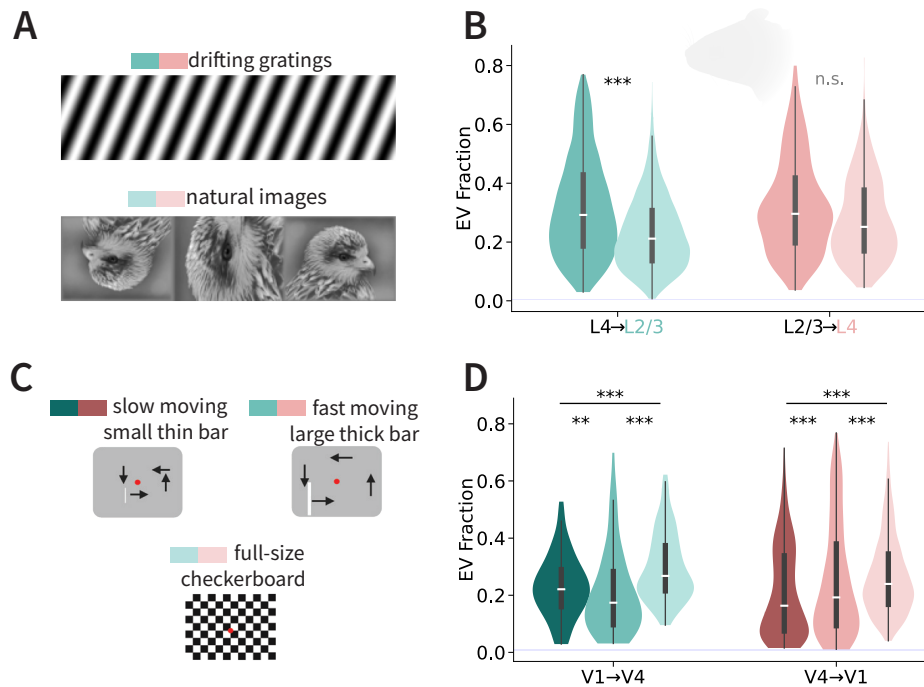 A
drifting gratings
natural images
B
EV Fraction
0.8
0.6
0.4
0.2
0.0
***
n.s.
L4→L2/3
L2/3→L4
C
slow moving
small thin bar
fast moving
large thick bar
full-size
checkerboard
D
EV Fraction
0.8
0.6
0.4
0.2
0.0
***
**
***
***
***
***
V1→V4
V4→V1